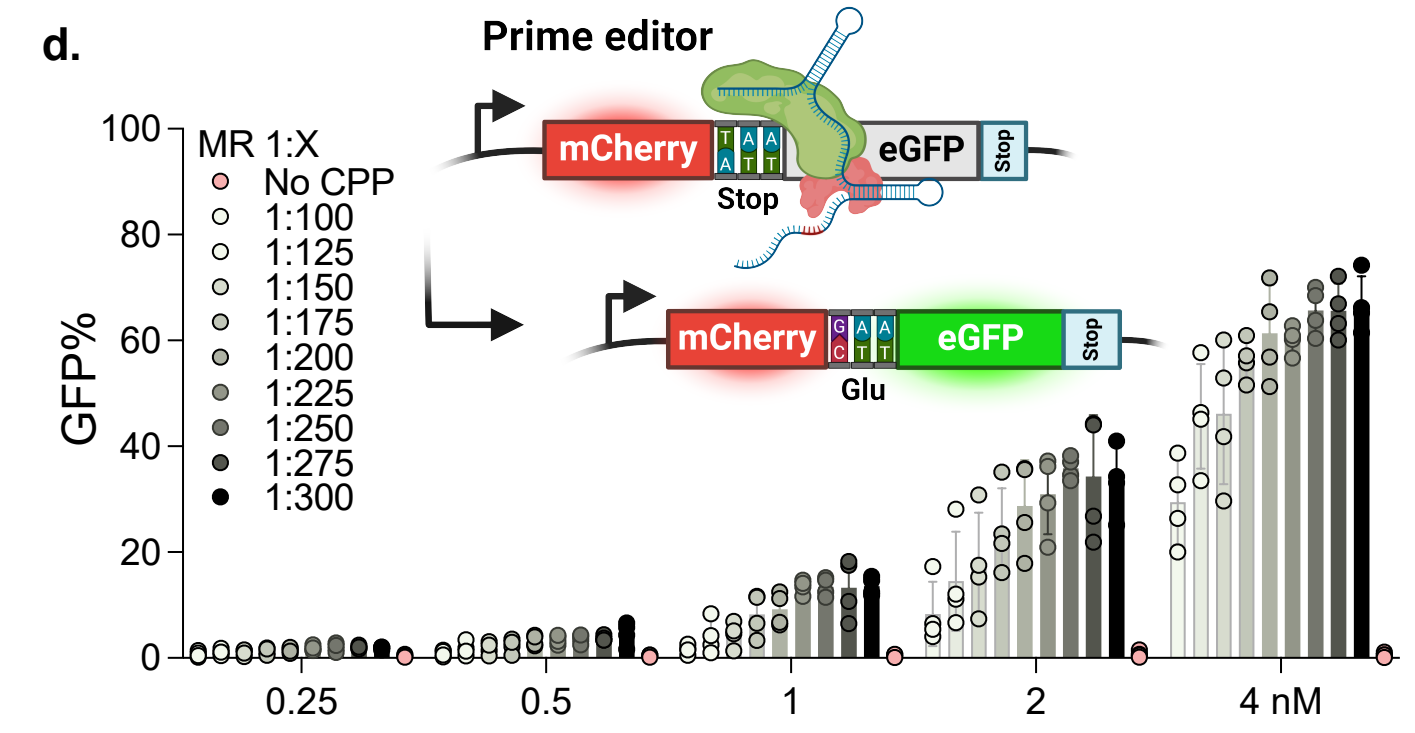 d.
Prime editor
mCherry
T A A
A T T
eGFP
Stop
Stop
mCherry
G A A
C T T
eGFP
Stop
Glu
GFP%
100
80
60
40
20
0
MR 1:X
No CPP
1:100
1:125
1:150
1:175
1:200
1:225
1:250
1:275
1:300
0.25
0.5
1
2
4 nM